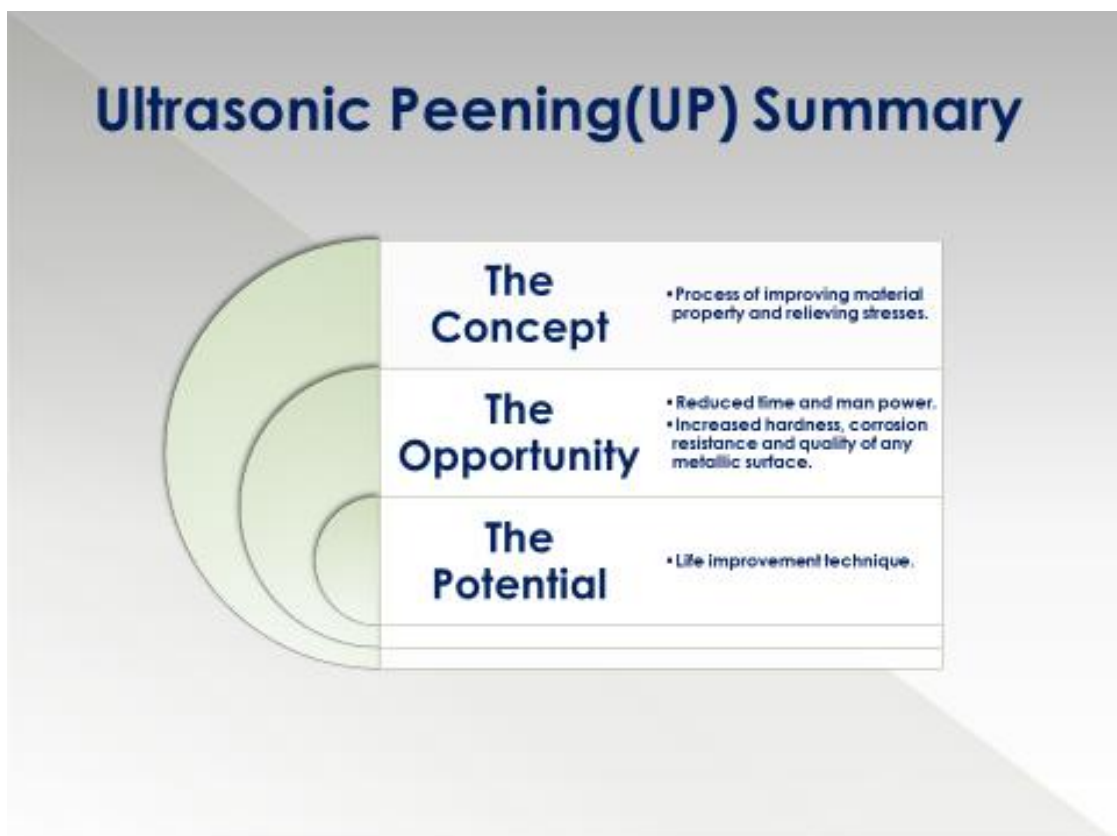 Ultrasonic Peening(UP) Summary
The
Concept
•Process of improving material
property and relieving stresses.
The
Opportunity
•Reduced time and man power.
•Increased hardness, corrosion
resistance and quality of any
metallic surface.
The
Potential
•Life improvement technique.